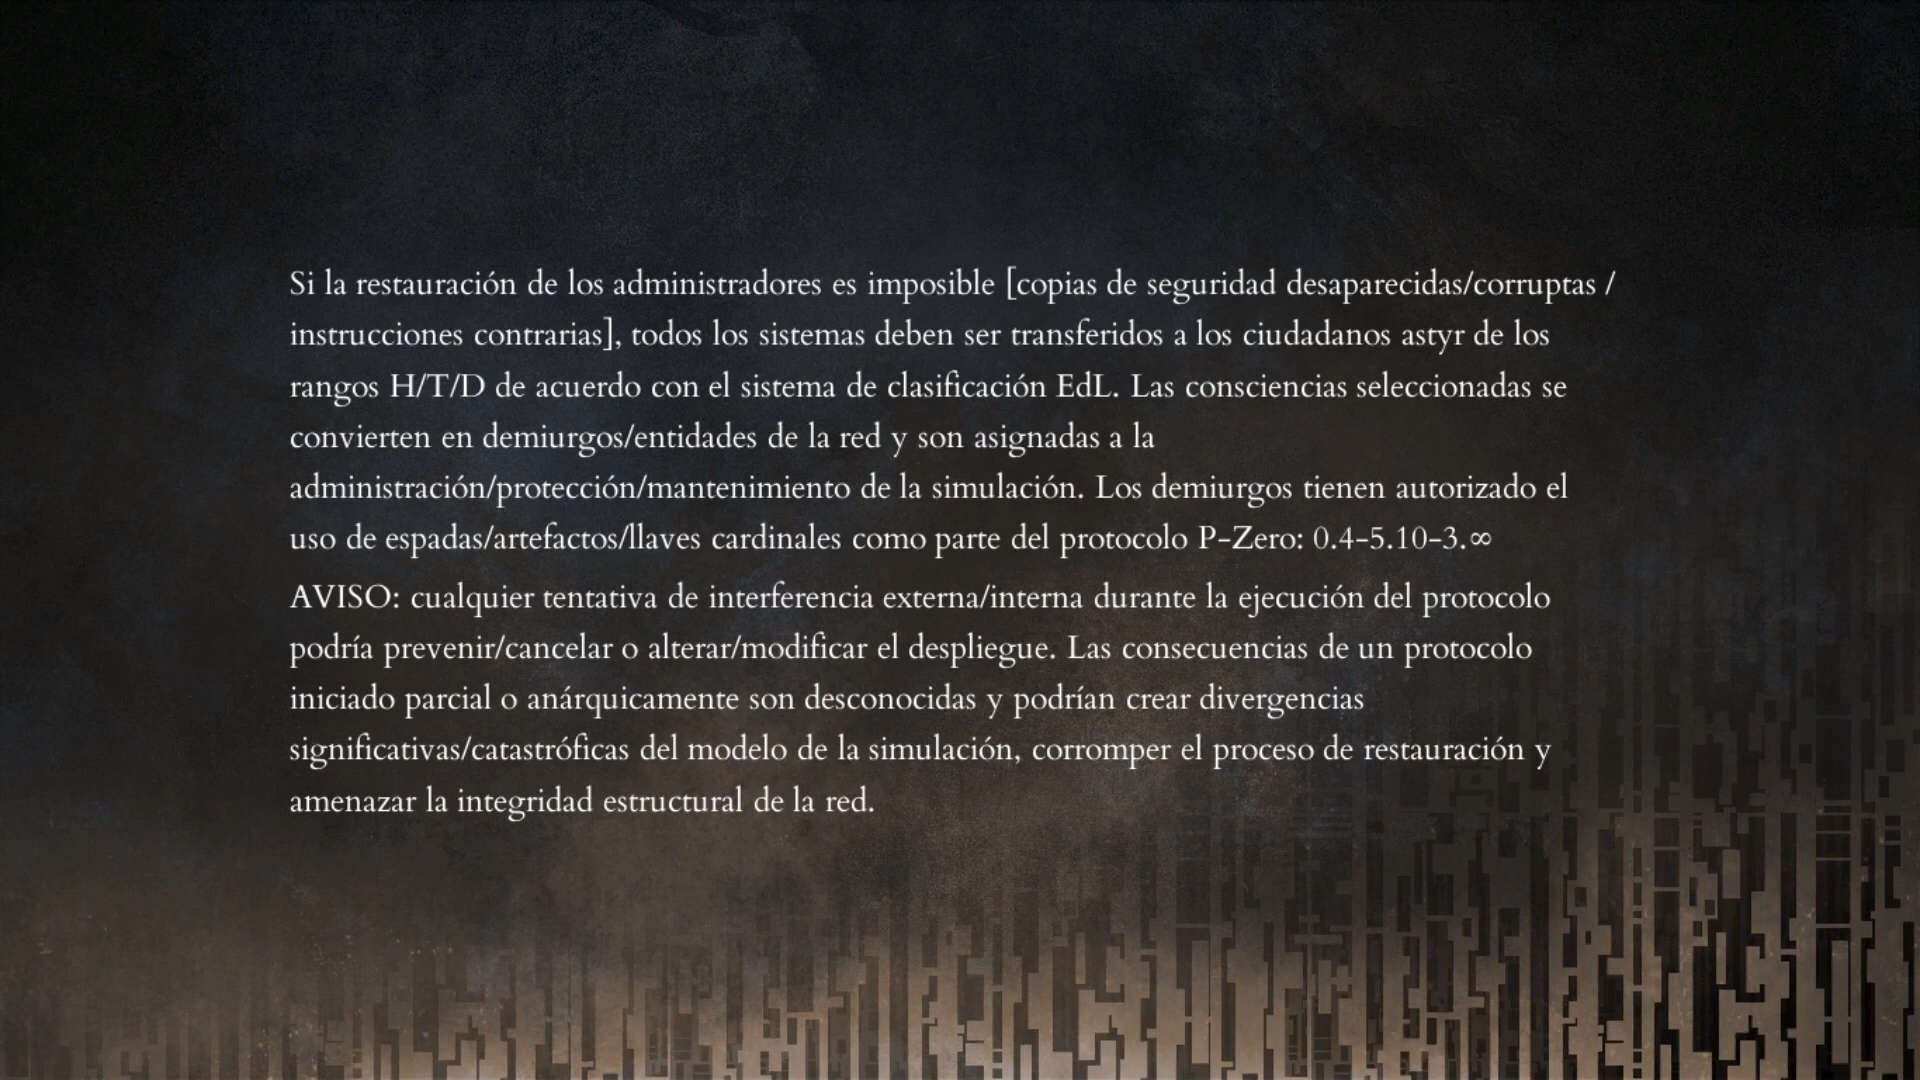 Si la restauración de los administradores es imposible [copias de seguridad desaparecidas/corruptas /
instrucciones contrarias], todos los sistemas deben ser transferidos a los ciudadanos astyr de los
rangos H/T/D de acuerdo con el sistema de clasificación EdL. Las consciencias seleccionadas se
convierten en demiurgos/entidades de la red y son asignadas a la
administración/protección/mantenimiento de la simulación. Los demiurgos tienen autorizado el
uso de espadas/artefactos/llaves cardinales como parte del protocolo P-Zero: 0.4-5.10-3.∞
AVISO: cualquier tentativa de interferencia externa/interna durante la ejecución del protocolo
podría prevenir/cancelar o alterar/modificar el despliegue. Las consecuencias de un protocolo
iniciado parcial o anárquicamente son desconocidas y podrían crear divergencias
significativas/catastróficas del modelo de la simulación, corromper el proceso de restauración y
amenazar la integridad estructural de la red.